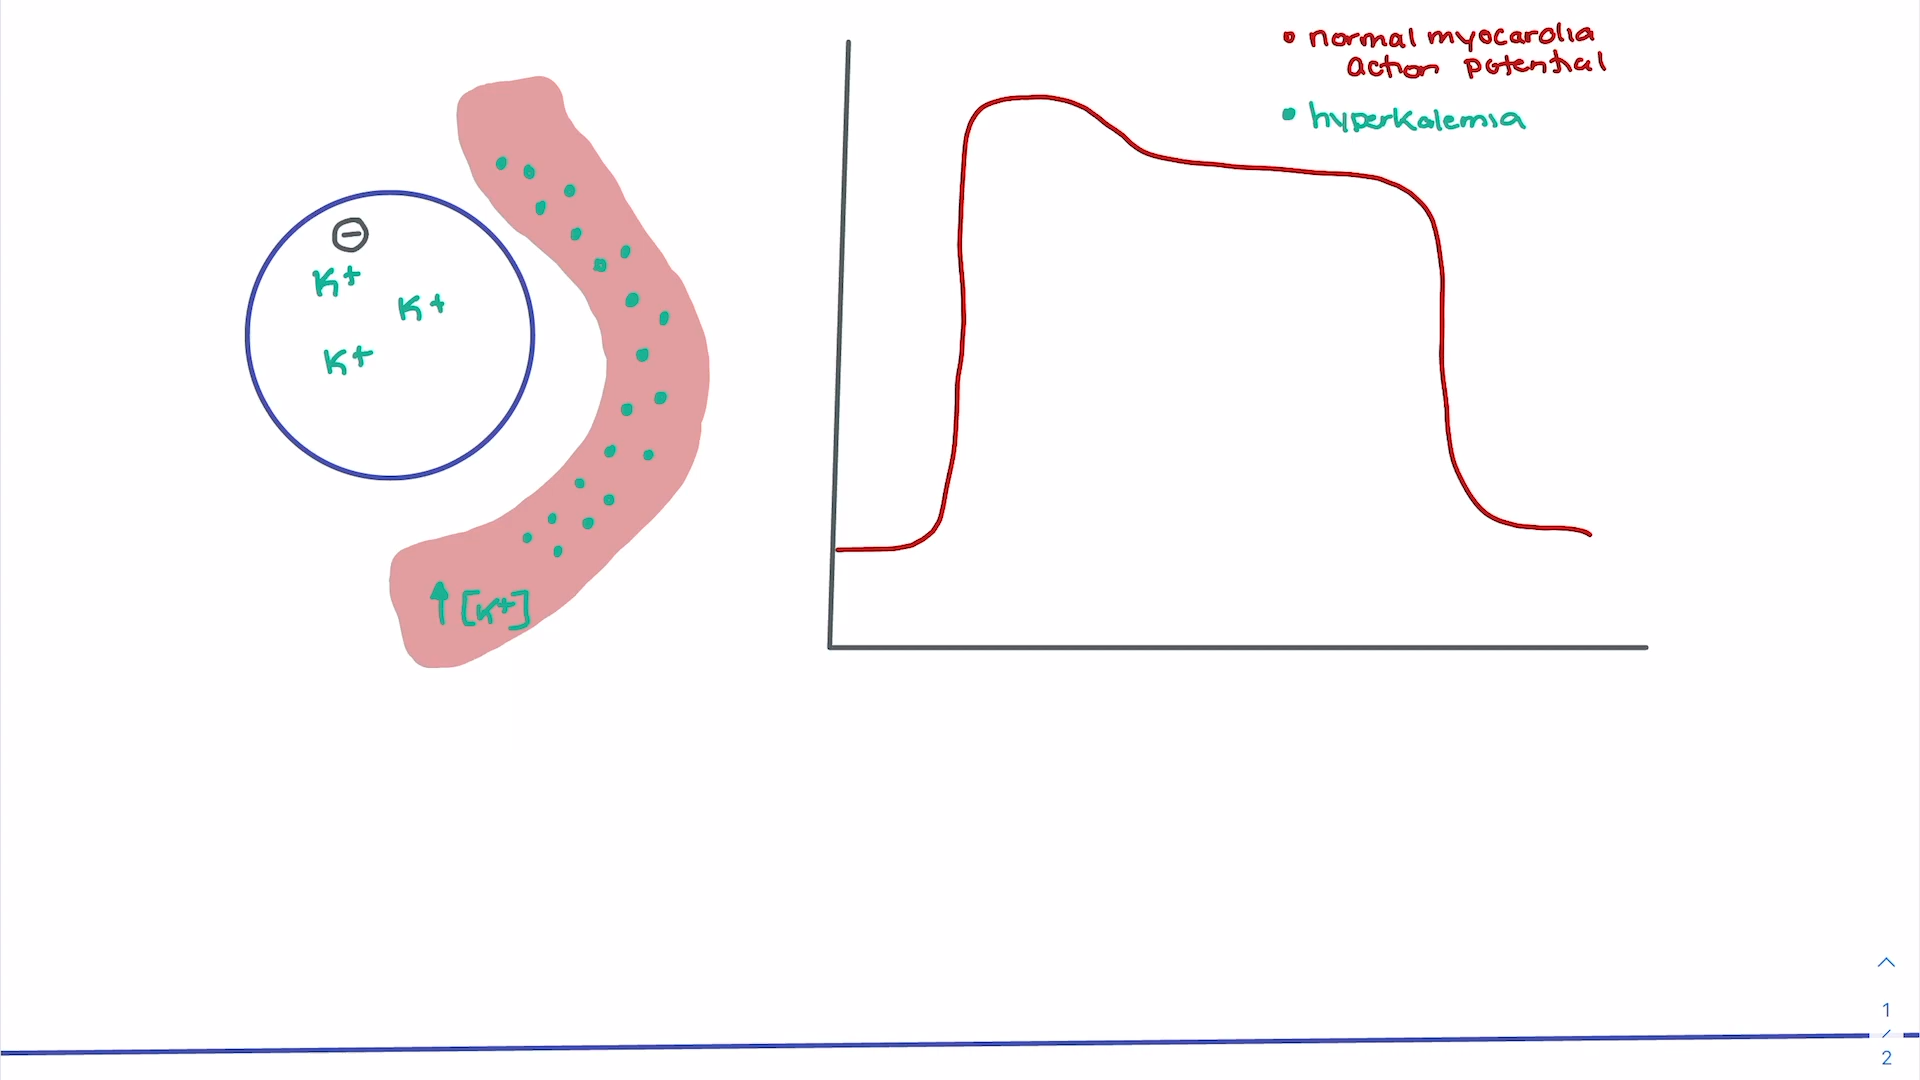 • normal myocardia
action potential
• hyperkalemia
⊖
K+
K+
K+
↑ [K+]
1
/
2